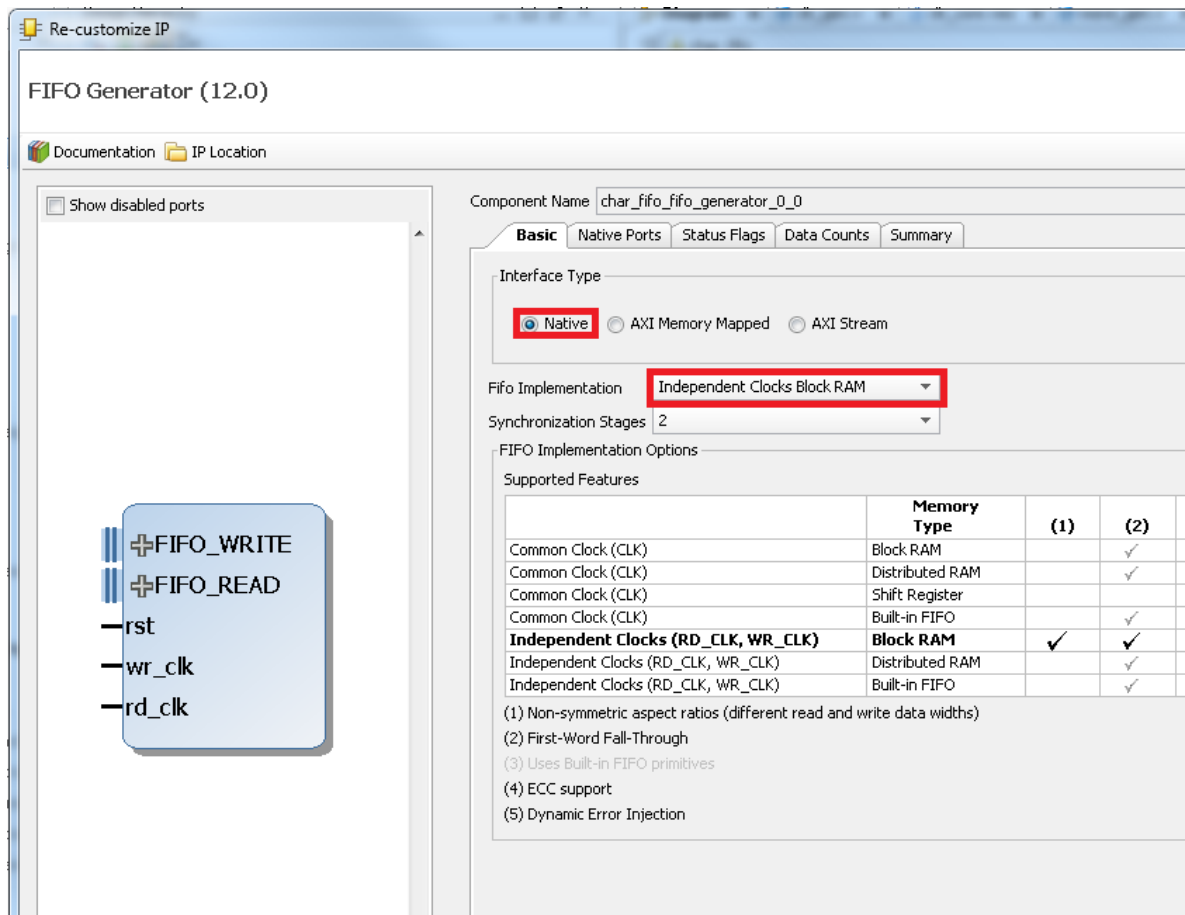 Re-customize IP
FIFO Generator (12.0)
Documentation IP Location
Show disabled ports
FIFO_WRITE
FIFO_READ
rst
wr_clk
rd_clk
Component Name char_fifo_fifo_generator_0_0
Basic Native Ports Status Flags Data Counts Summary
Interface Type
Native AXI Memory Mapped AXI Stream
Fifo Implementation Independent Clocks Block RAM
Synchronization Stages 2
FIFO Implementation Options
Supported Features
Memory Type (1) (2)
Common Clock (CLK) Block RAM ✓
Common Clock (CLK) Distributed RAM ✓
Common Clock (CLK) Shift Register
Common Clock (CLK) Built-in FIFO ✓
Independent Clocks (RD_CLK, WR_CLK) Block RAM ✓ ✓
Independent Clocks (RD_CLK, WR_CLK) Distributed RAM ✓
Independent Clocks (RD_CLK, WR_CLK) Built-in FIFO ✓
(1) Non-symmetric aspect ratios (different read and write data widths)
(2) First-Word Fall-Through
(3) Uses Built-in FIFO primitives
(4) ECC support
(5) Dynamic Error Injection